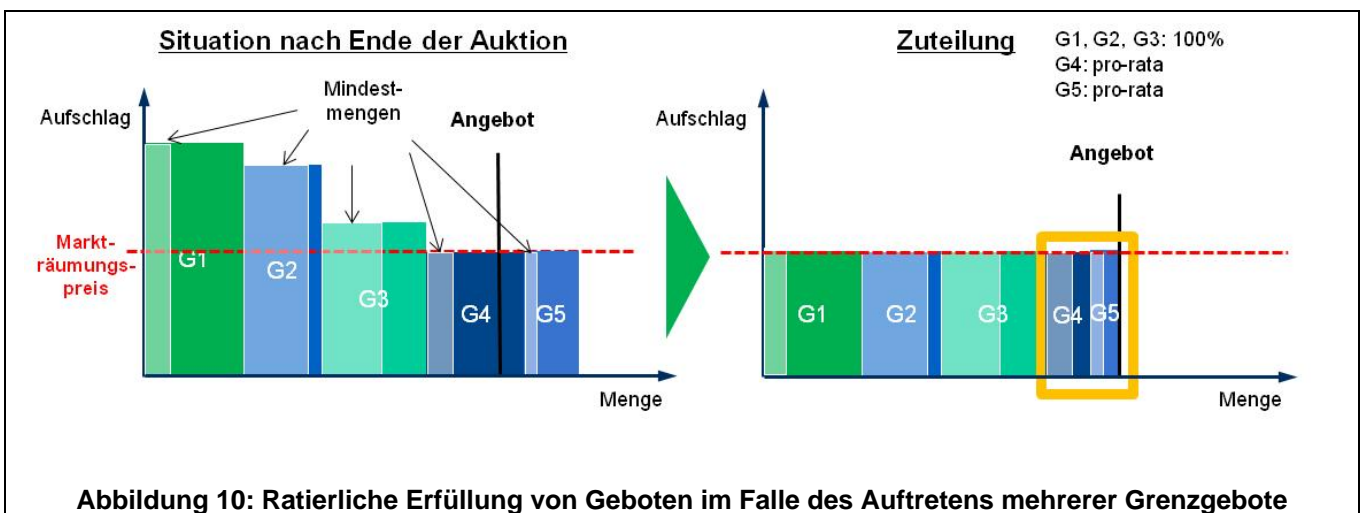 Situation nach Ende der Auktion
Aufschlag
Mindest-
mengen
Angebot
Markt-
räumungs-
preis
G1
G2
G3
G4
G5
Menge
Zuteilung
G1, G2, G3: 100%
G4: pro-rata
G5: pro-rata
Aufschlag
Angebot
G1
G2
G3
G4
G5
Menge
Abbildung 10: Ratierliche Erfüllung von Geboten im Falle des Auftretens mehrerer Grenzgebote